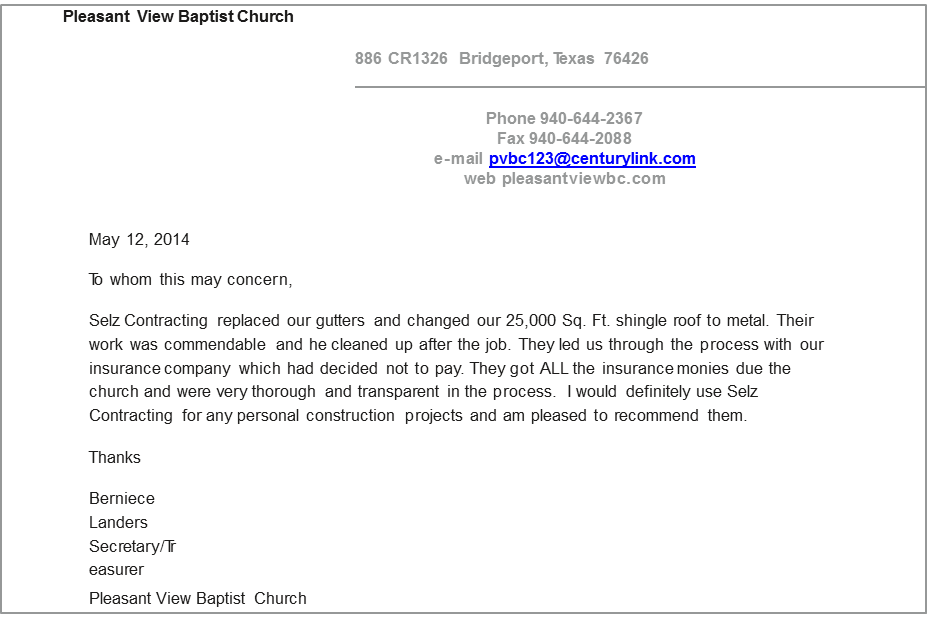 Pleasant View Baptist Church
886 CR1326 Bridgeport, Texas 76426
Phone 940-644-2367
Fax 940-644-2088
e-mail pvbc123@centurylink.com
web pleasantviewbc.com
May 12, 2014
To whom this may concern,
Selz Contracting replaced our gutters and changed our 25,000 Sq. Ft. shingle roof to metal. Their
work was commendable and he cleaned up after the job. They led us through the process with our
insurance company which had decided not to pay. They got ALL the insurance monies due the
church and were very thorough and transparent in the process. I would definitely use Selz
Contracting for any personal construction projects and am pleased to recommend them.
Thanks
Berniece
Landers
Secretary/Tr
easurer
Pleasant View Baptist Church